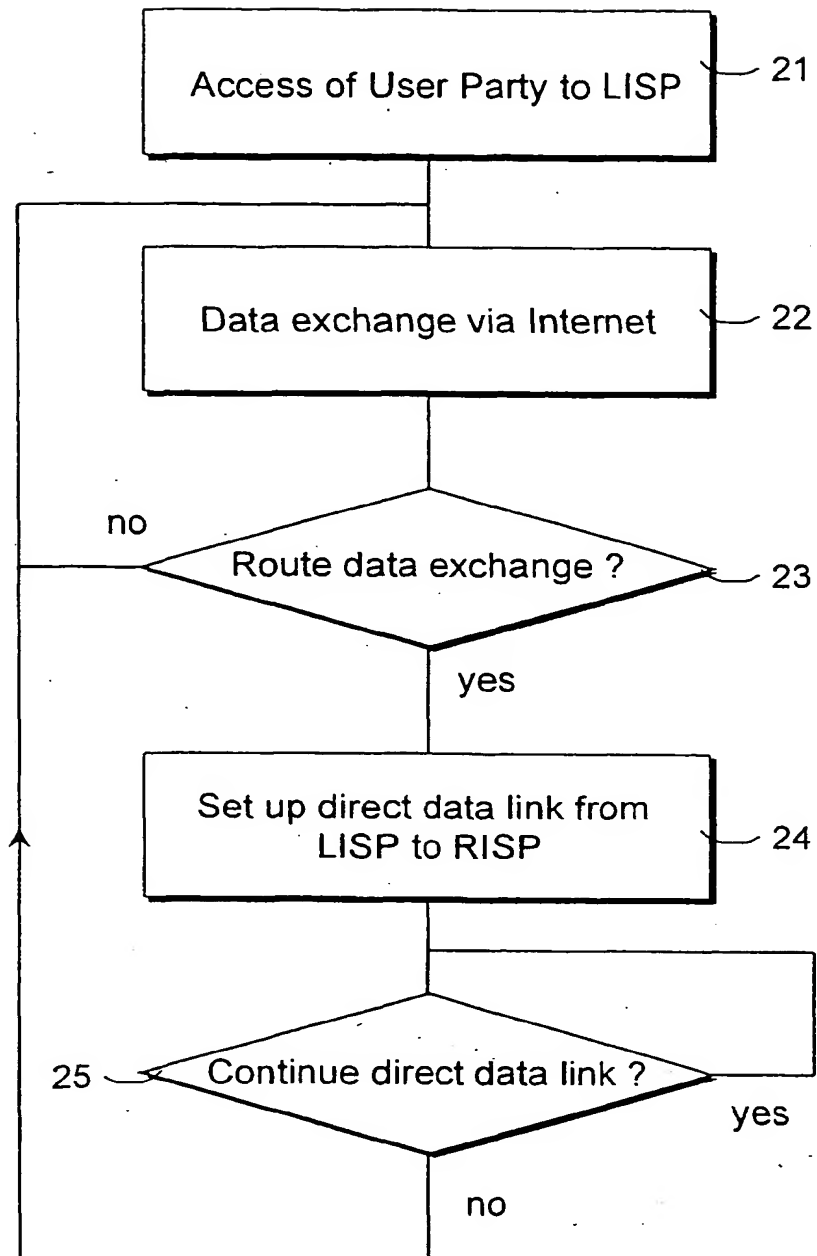 Access of User Party to LISP
21
Data exchange via Internet
22
no
Route data exchange ?
23
yes
Set up direct data link from
LISP to RISP
24
25
Continue direct data link ?
yes
no